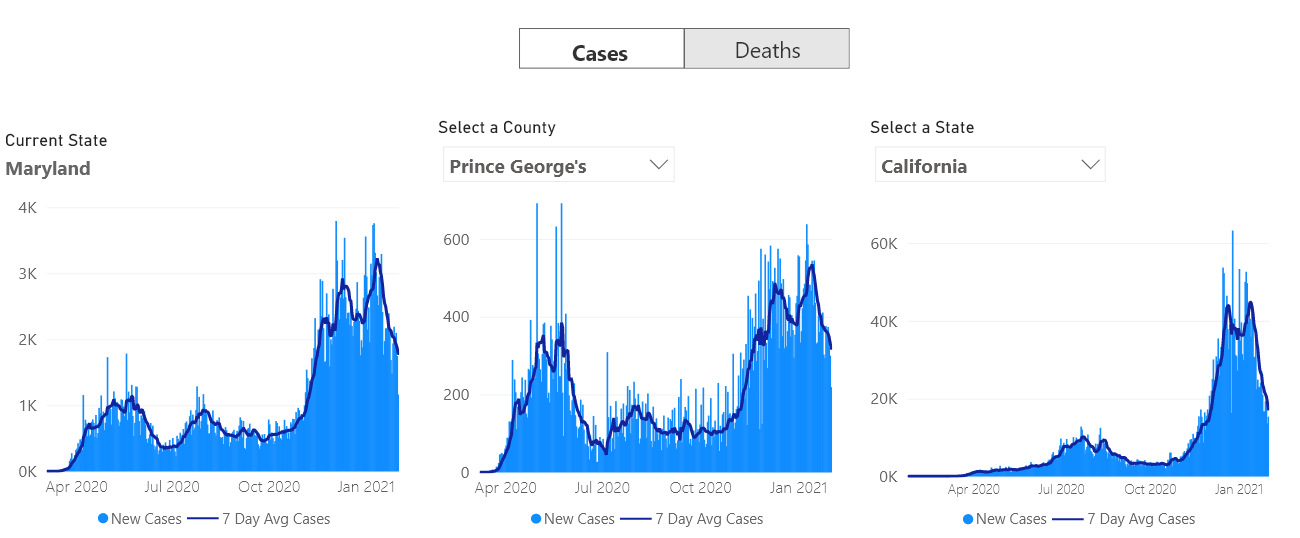 Cases
Deaths
Current State
Maryland
4K
3K
2K
1K
0K
Apr 2020 Jul 2020 Oct 2020 Jan 2021
New Cases 7 Day Avg Cases
Select a County
Prince George's
600
400
200
0
Apr 2020 Jul 2020 Oct 2020 Jan 2021
New Cases 7 Day Avg Cases
Select a State
California
60K
40K
20K
0K
Apr 2020 Jul 2020 Oct 2020 Jan 2021
New Cases 7 Day Avg Cases